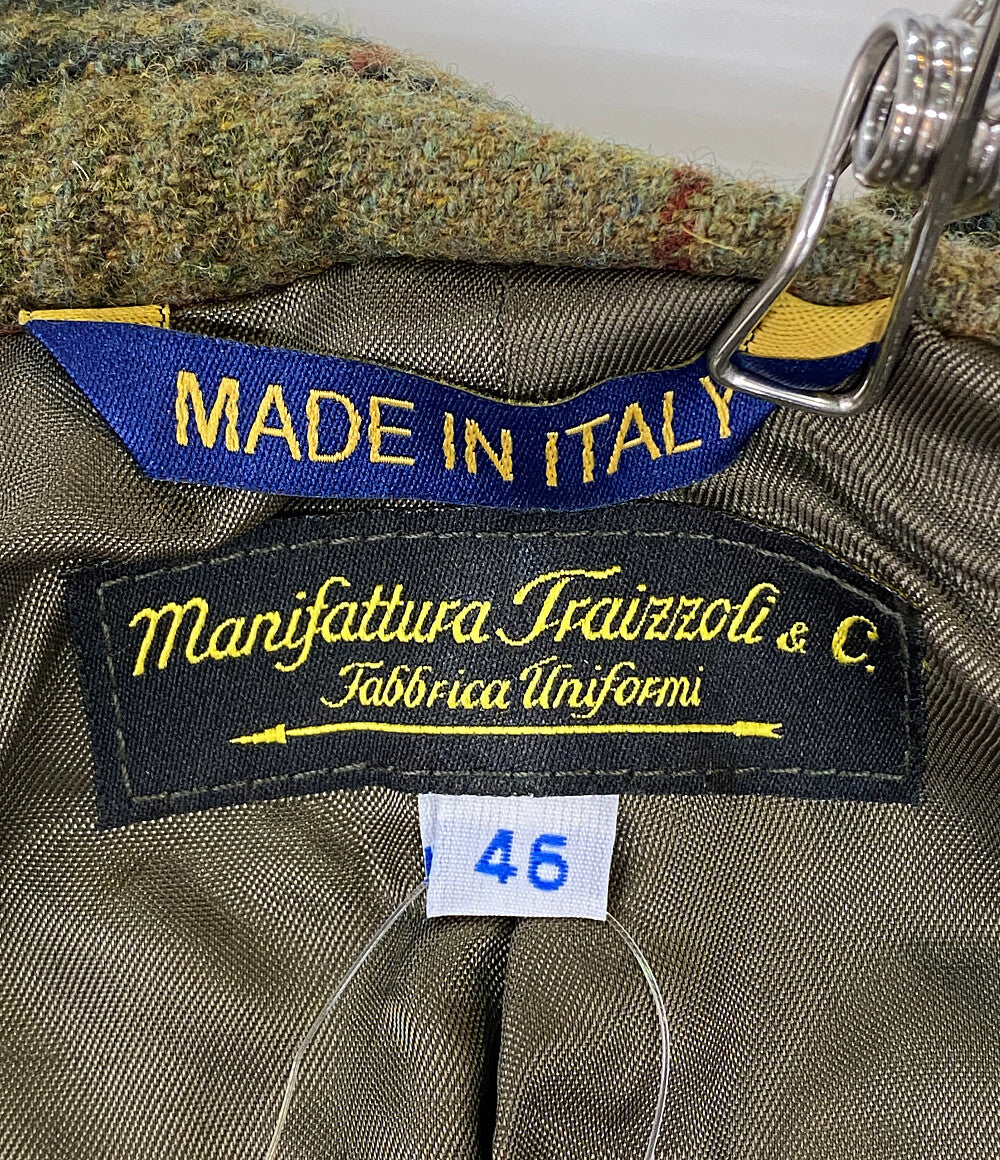 MADE IN ITALY
Manifattura Traizzoli & C.
Fabbrica Uniformi
46